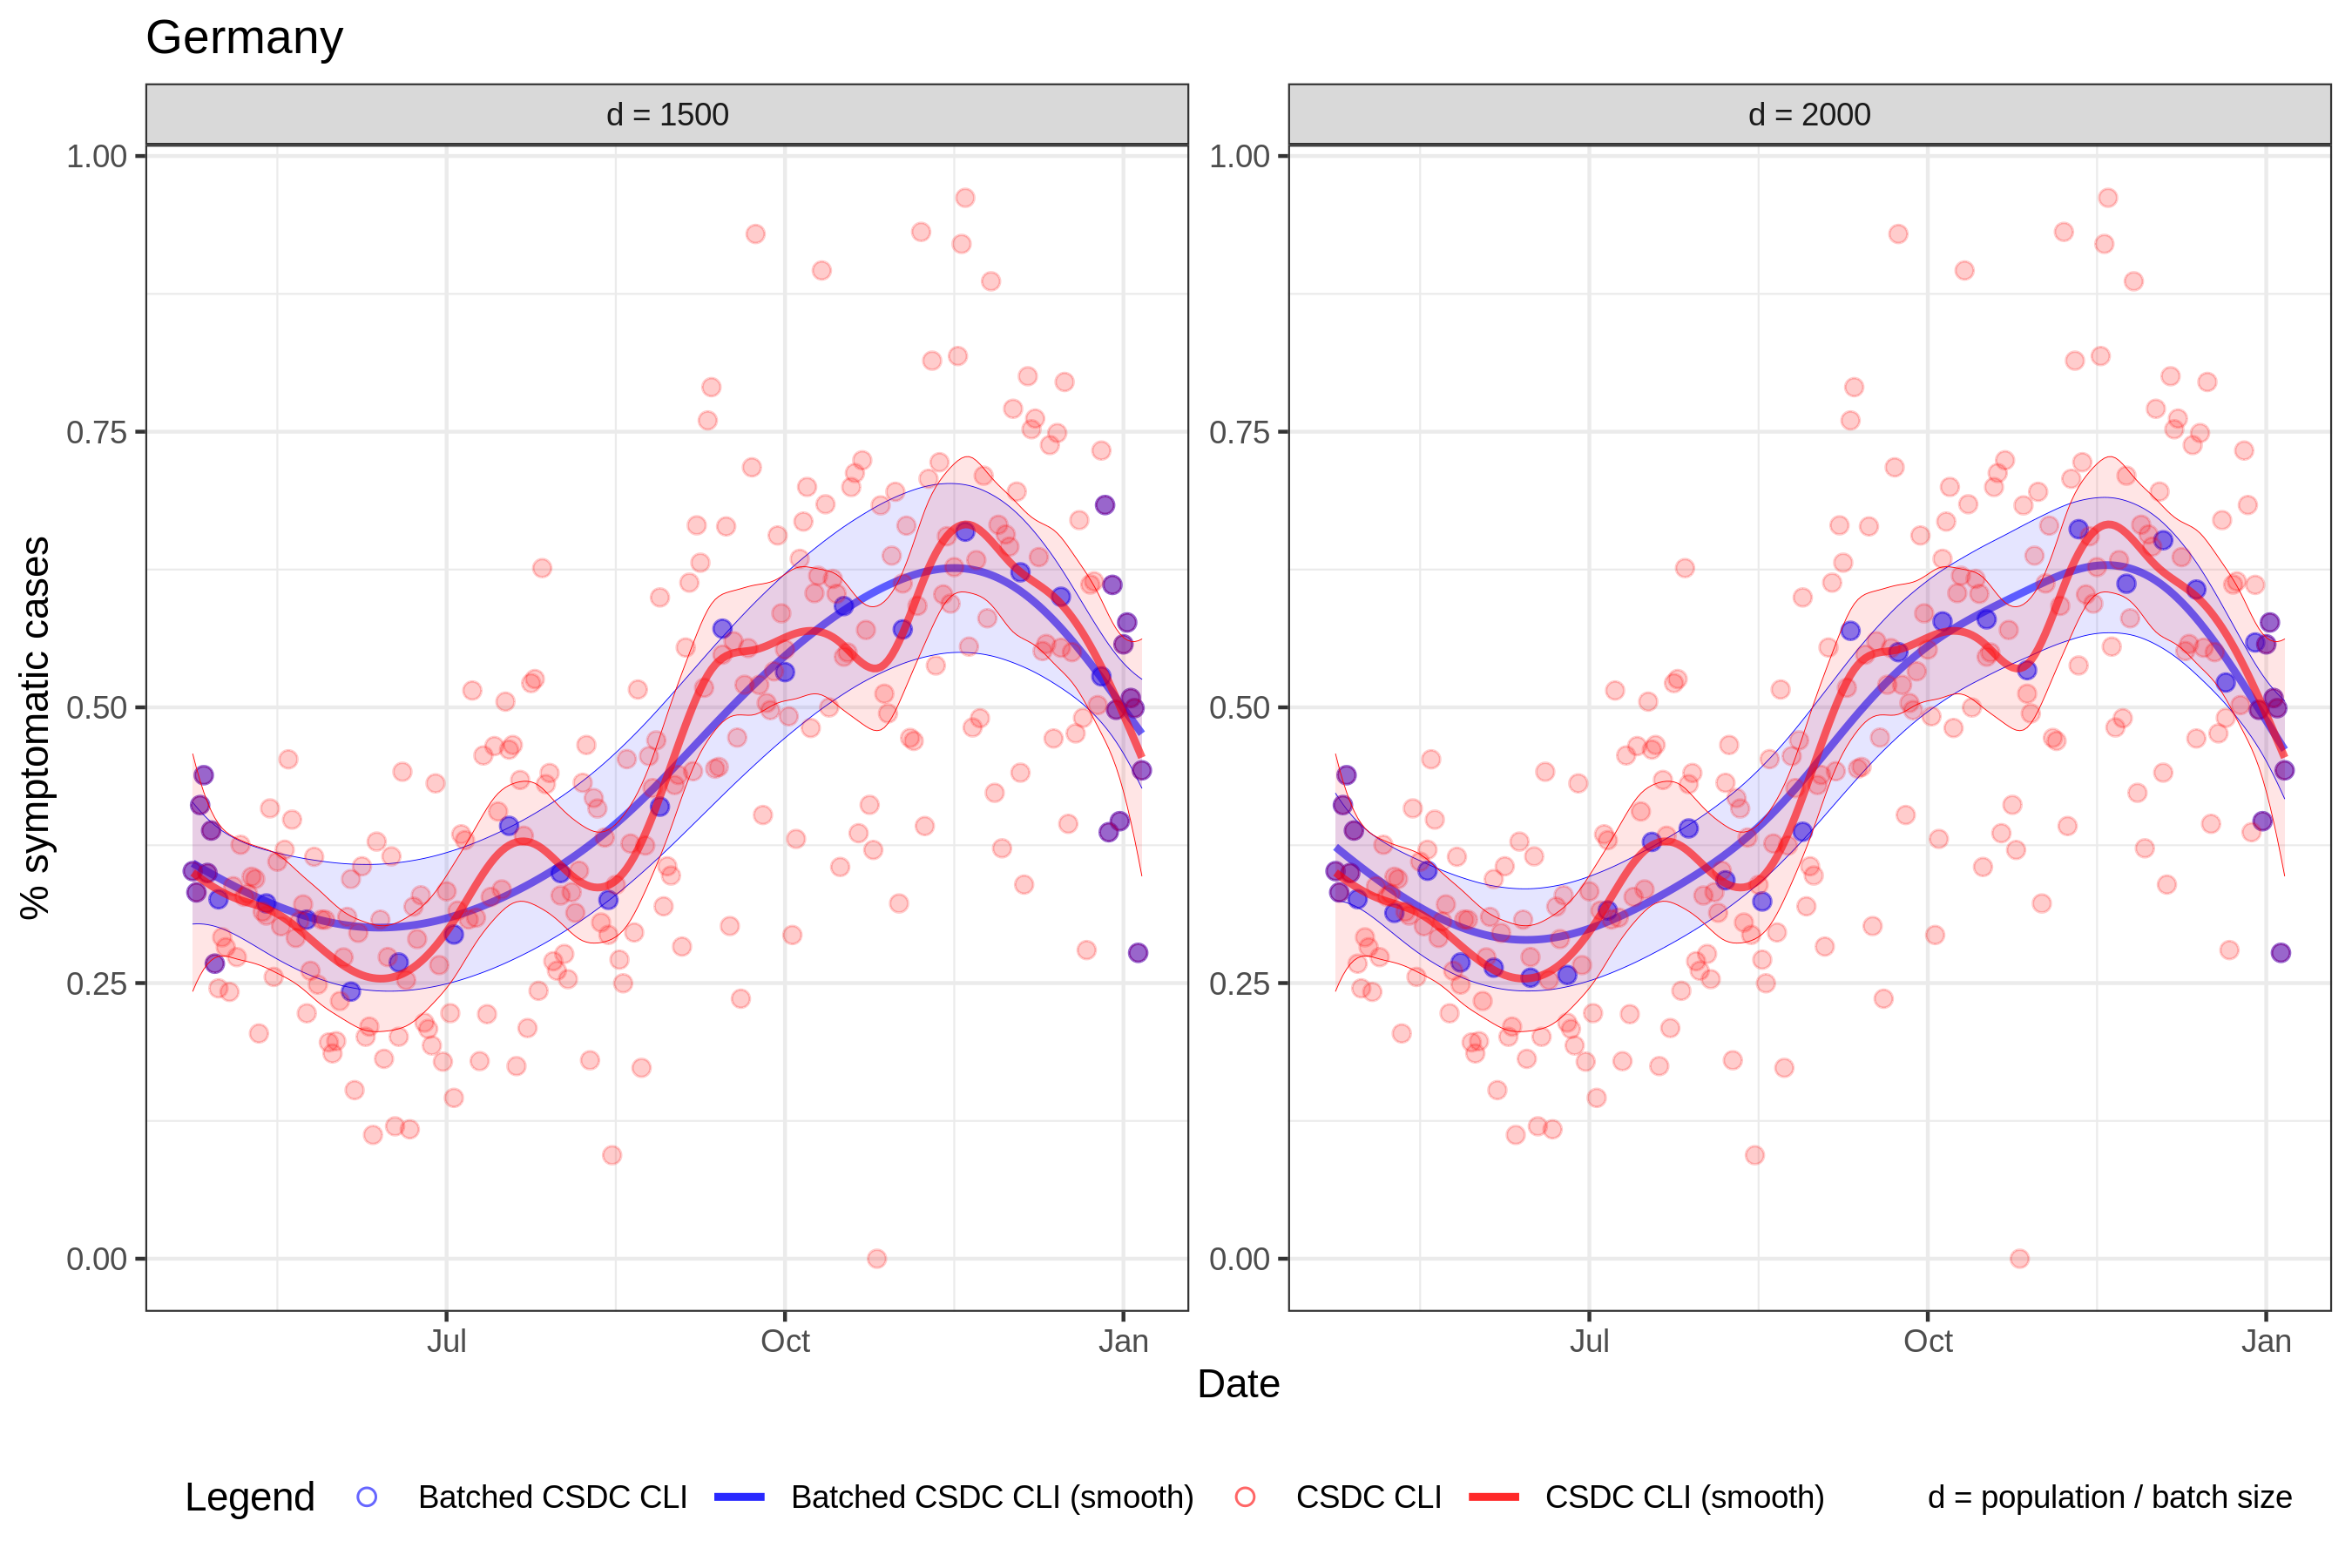 Germany
d = 1500
d = 2000
% symptomatic cases
1.00
0.75
0.50
0.25
0.00
1.00
0.75
0.50
0.25
0.00
Jul
Oct
Jan
Jul
Oct
Jan
Date
Legend
Batched CSDC CLI
Batched CSDC CLI (smooth)
CSDC CLI
CSDC CLI (smooth)
d = population / batch size